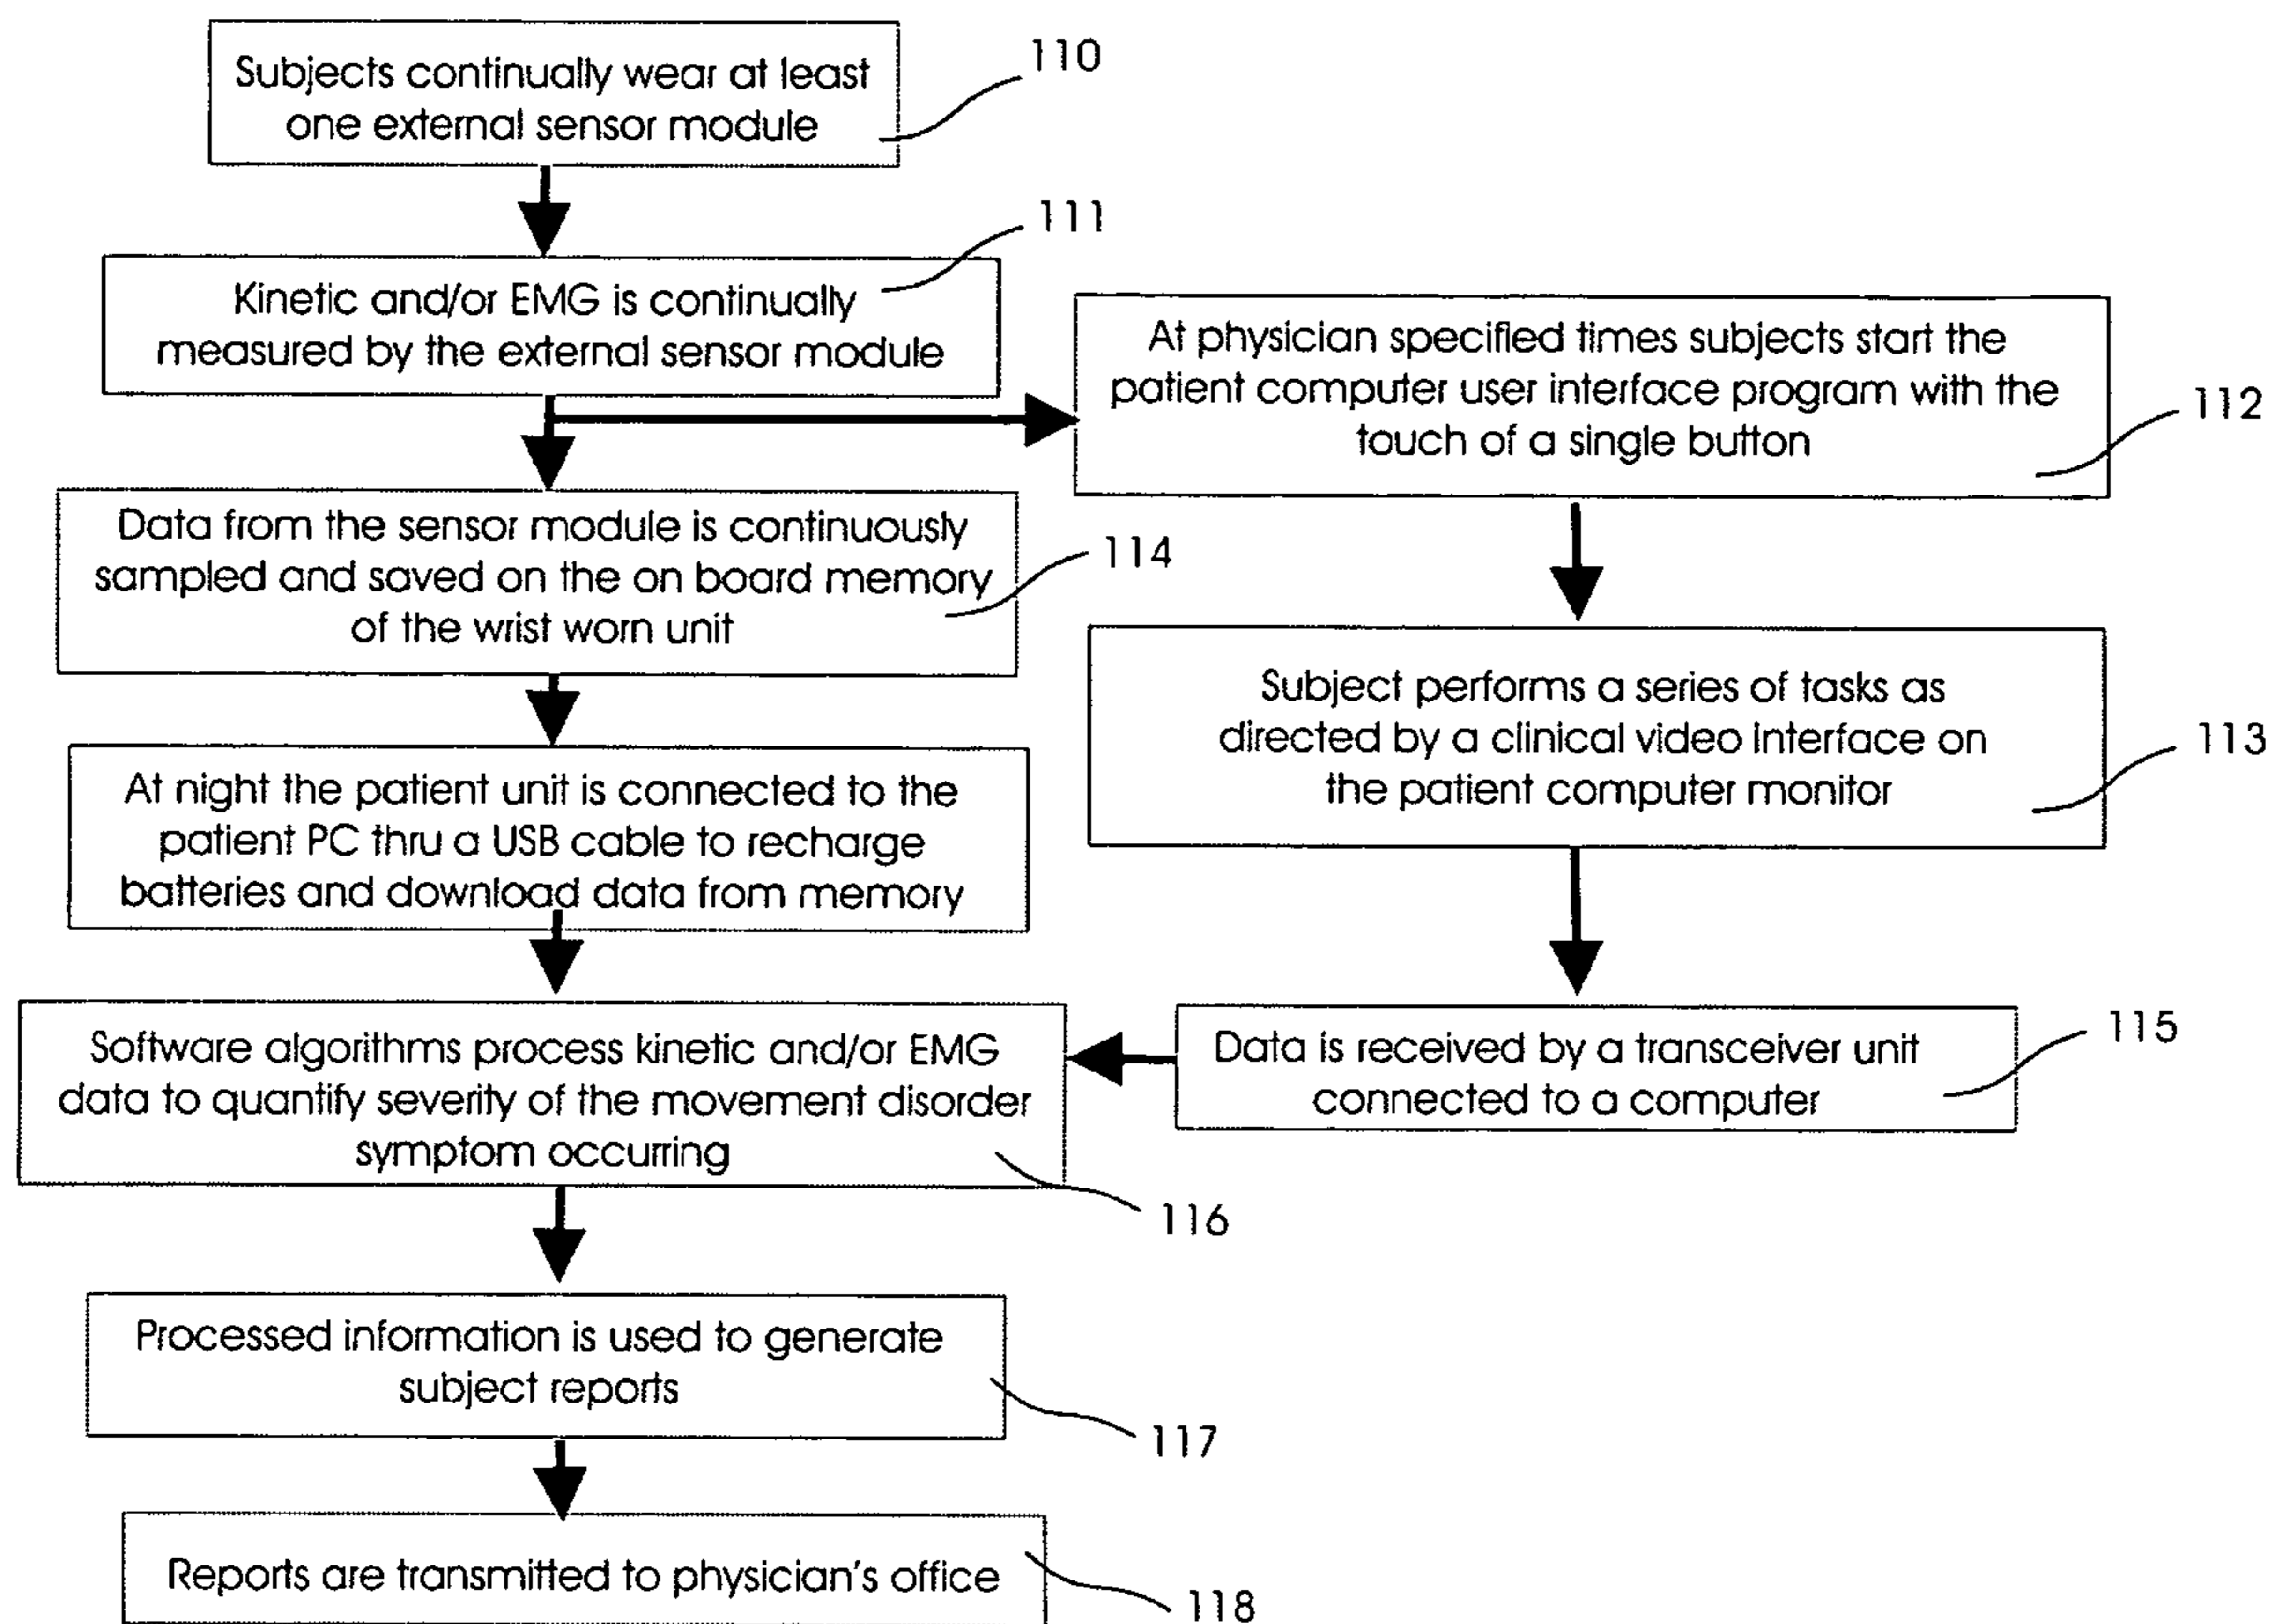 Subjects continually wear at least
one external sensor module
110
Kinetic and/or EMG is continually
measured by the external sensor module
111
At physician specified times subjects start the
patient computer user interface program with the
touch of a single button
112
Data from the sensor module is continuously
sampled and saved on the on board memory
of the wrist worn unit
114
Subject performs a series of tasks as
directed by a clinical video interface on
the patient computer monitor
113
At night the patient unit is connected to the
patient PC thru a USB cable to recharge
batteries and download data from memory
Software algorithms process kinetic and/or EMG
data to quantify severity of the movement disorder
symptom occurring
116
Data is received by a transceiver unit
connected to a computer
115
Processed information is used to generate
subject reports
117
Reports are transmitted to physician's office
118